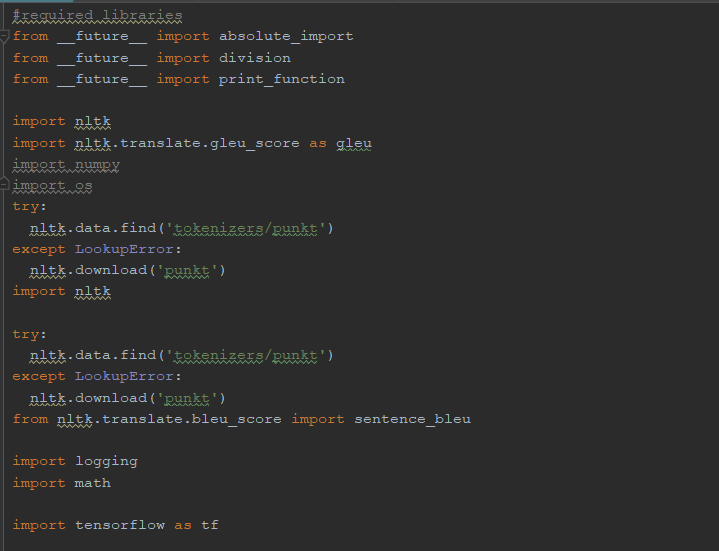 #required libraries
from __future__ import absolute_import
from __future__ import division
from __future__ import print_function
import nltk
import nltk.translate.gleu_score as gleu
import numpy
import os
try:
  nltk.data.find('tokenizers/punkt')
except LookupError:
  nltk.download('punkt')
import nltk
try:
  nltk.data.find('tokenizers/punkt')
except LookupError:
  nltk.download('punkt')
from nltk.translate.bleu_score import sentence_bleu
import logging
import math
import tensorflow as tf